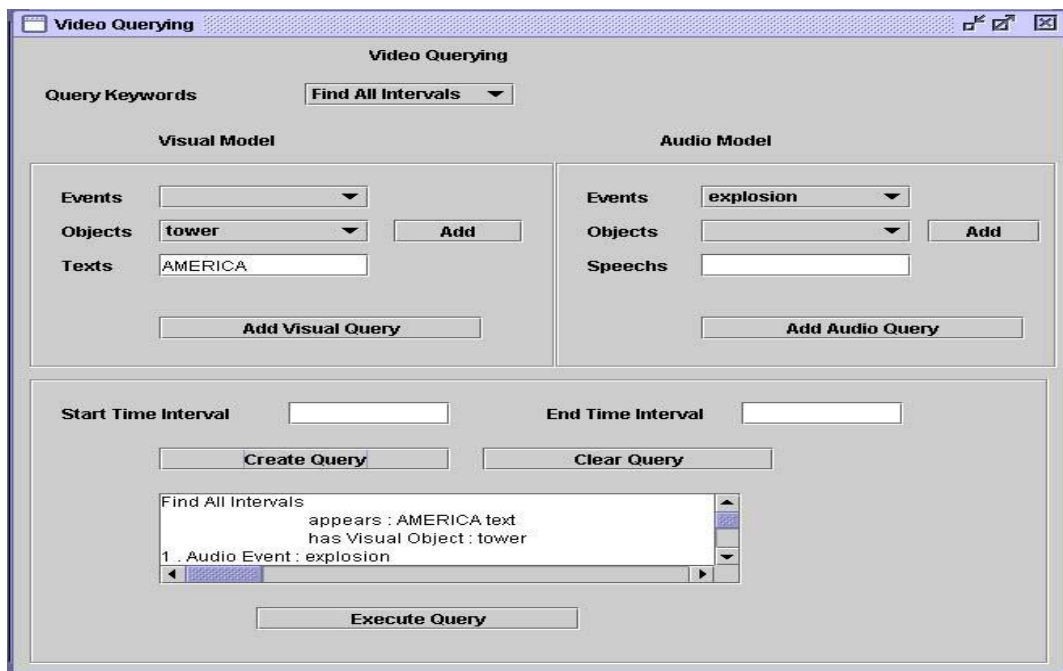 Video Querying
Video Querying
Query Keywords Find All Intervals
Visual Model Audio Model
Events Events explosion
Objects tower Add Objects Add
Texts AMERICA Speechs
Add Visual Query Add Audio Query
Start Time Interval End Time Interval
Create Query Clear Query
Find All Intervals
appears : AMERICA text
has Visual Object : tower
1 . Audio Event : explosion
Execute Query